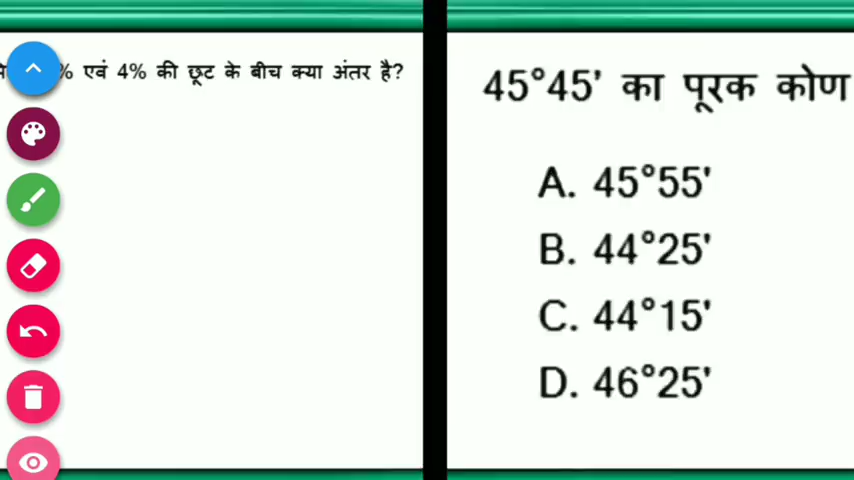 % एवं 4% की छूट के बीच क्या अंतर है?
45°45' का पूरक कोण
A. 45°55'
B. 44°25'
C. 44°15'
D. 46°25'